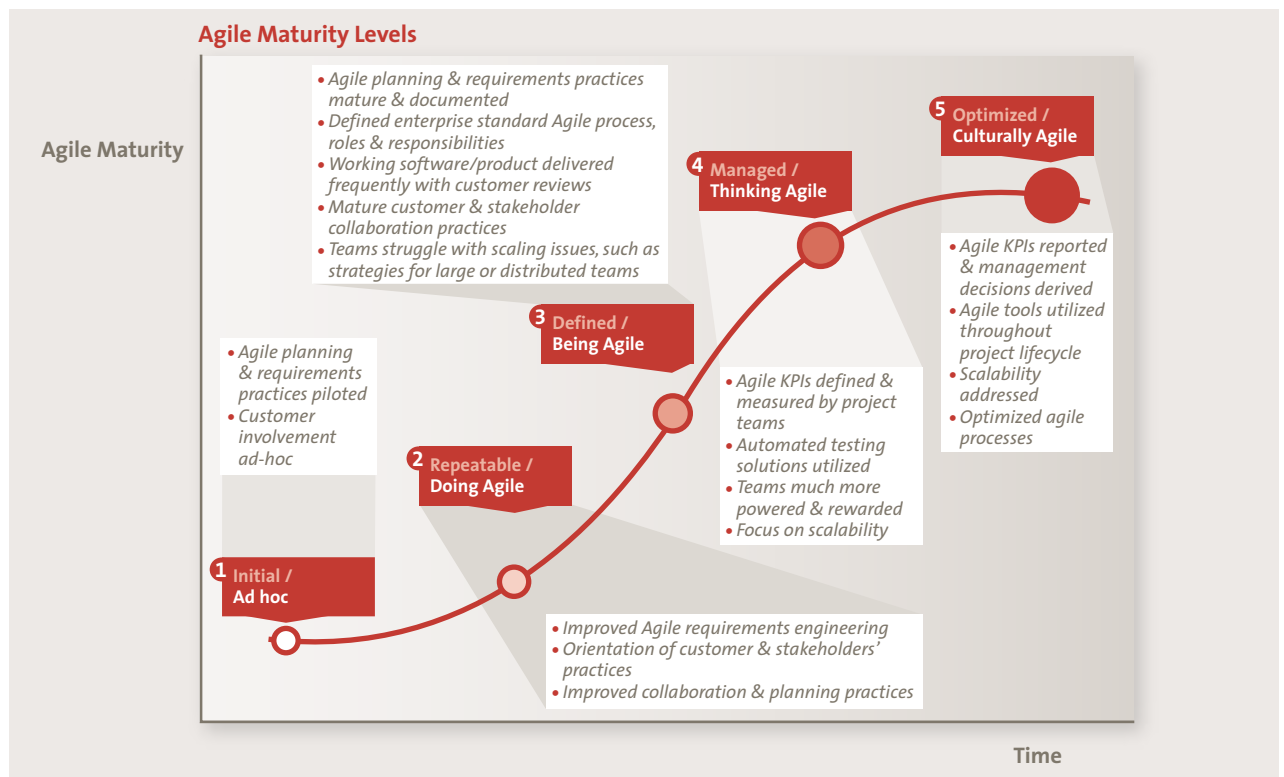 Agile Maturity Levels
Agile Maturity
• Agile planning & requirements practices
mature & documented
• Defined enterprise standard Agile process,
roles & responsibilities
• Working software/product delivered
frequently with customer reviews
• Mature customer & stakeholder
collaboration practices
• Teams struggle with scaling issues, such as
strategies for large or distributed teams
3 Defined /
Being Agile
• Agile planning
& requirements
practices piloted
• Customer
involvement
ad-hoc
1 Initial /
Ad hoc
2 Repeatable /
Doing Agile
• Improved Agile requirements engineering
• Orientation of customer & stakeholders’
practices
• Improved collaboration & planning practices
4 Managed /
Thinking Agile
• Agile KPIs defined &
measured by project
teams
• Automated testing
solutions utilized
• Teams much more
powered & rewarded
• Focus on scalability
5 Optimized /
Culturally Agile
• Agile KPIs reported
& management
decisions derived
• Agile tools utilized
throughout
project lifecycle
• Scalability
addressed
• Optimized agile
processes
Time